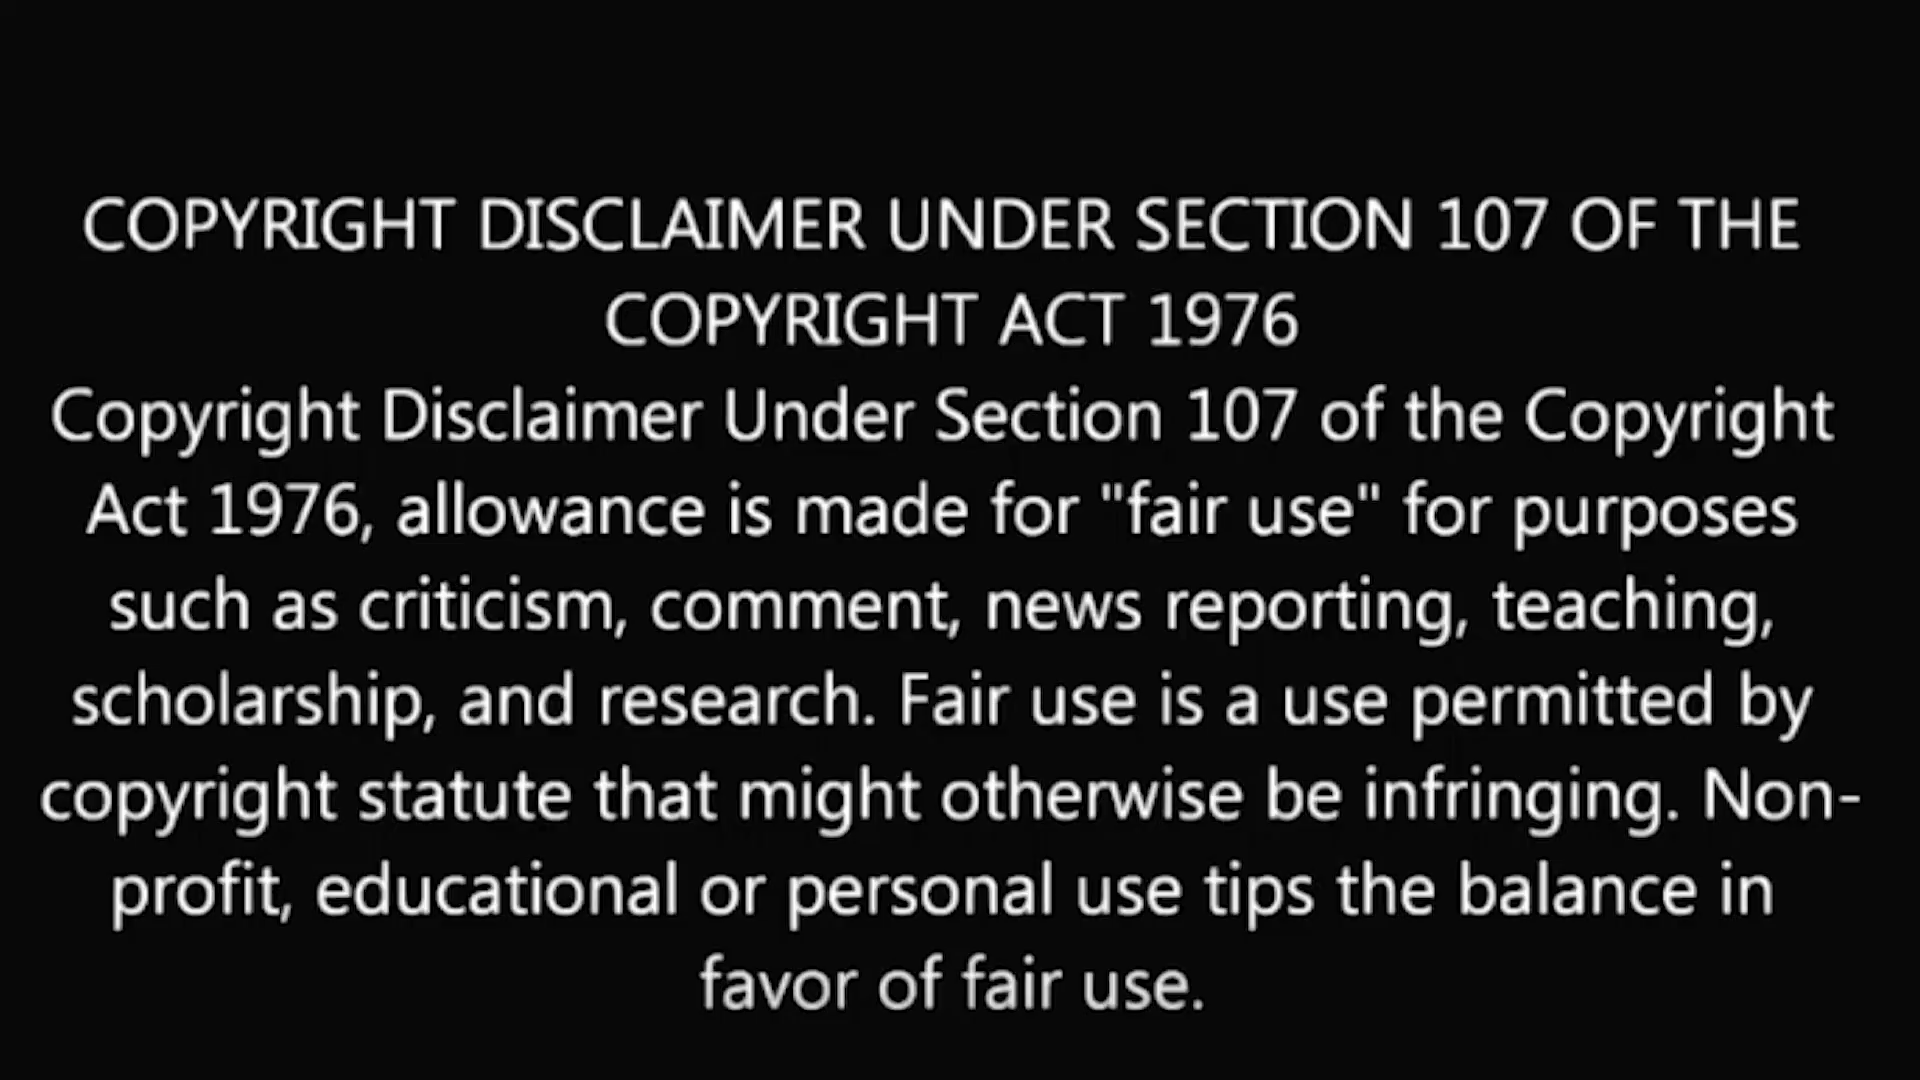 COPYRIGHT DISCLAIMER UNDER SECTION 107 OF THE
COPYRIGHT ACT 1976
Copyright Disclaimer Under Section 107 of the Copyright
Act 1976, allowance is made for "fair use" for purposes
such as criticism, comment, news reporting, teaching,
scholarship, and research. Fair use is a use permitted by
copyright statute that might otherwise be infringing. Non-
profit, educational or personal use tips the balance in
favor of fair use.